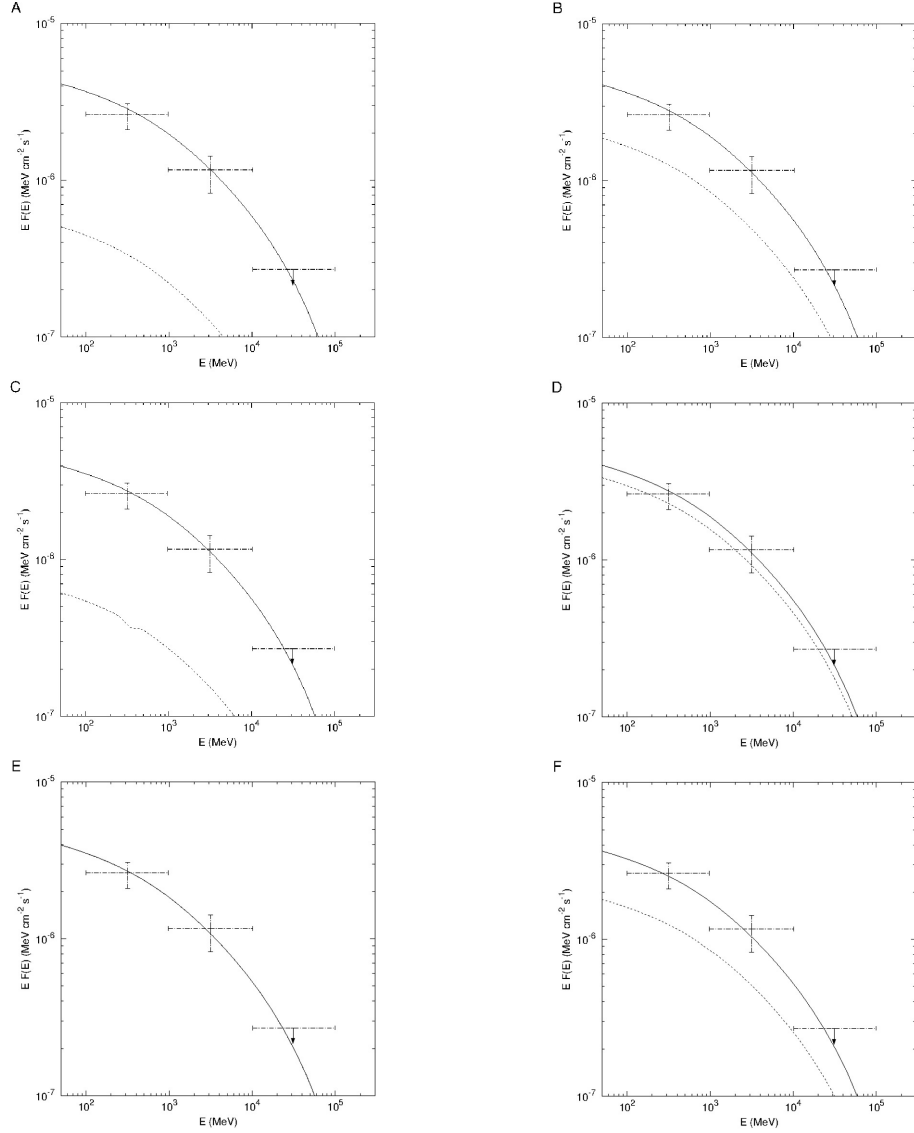 A
10⁻⁵
10⁻⁶
10⁻⁷
E F(E) (MeV cm⁻² s⁻¹)
10² 10³ 10⁴ 10⁵
E (MeV)
B
10⁻⁵
10⁻⁶
10⁻⁷
E F(E) (MeV cm⁻² s⁻¹)
10² 10³ 10⁴ 10⁵
E (MeV)
C
10⁻⁵
10⁻⁶
10⁻⁷
E F(E) (MeV cm⁻² s⁻¹)
10² 10³ 10⁴ 10⁵
E (MeV)
D
10⁻⁵
10⁻⁶
10⁻⁷
E F(E) (MeV cm⁻² s⁻¹)
10² 10³ 10⁴ 10⁵
E (MeV)
E
10⁻⁵
10⁻⁶
10⁻⁷
E F(E) (MeV cm⁻² s⁻¹)
10² 10³ 10⁴ 10⁵
E (MeV)
F
10⁻⁵
10⁻⁶
10⁻⁷
E F(E) (MeV cm⁻² s⁻¹)
10² 10³ 10⁴ 10⁵
E (MeV)